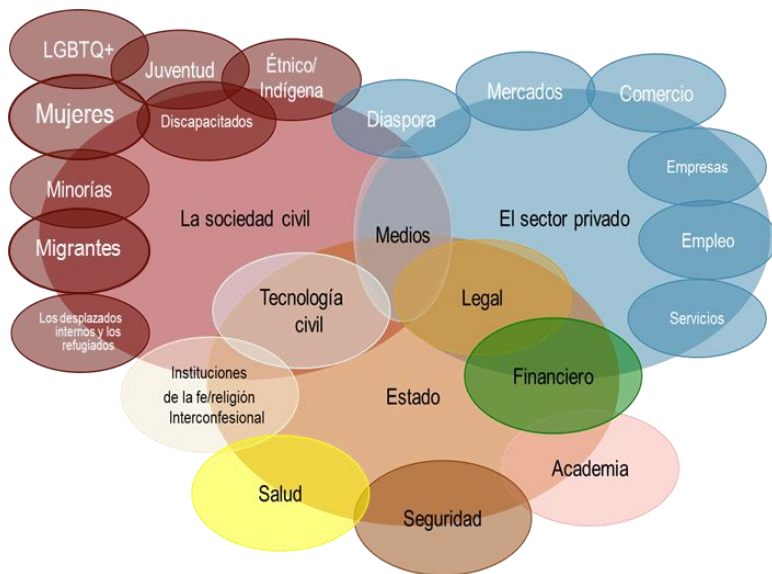 LGBTQ+
Juventud
Étnico/
Indígena
Mujeres
Discapacitados
Diaspora
Mercados
Comercio
Minorías
La sociedad civil
Medios
El sector privado
Empresas
Migrantes
Empleo
Los desplazados
internos y los
refugiados
Tecnología
civil
Legal
Servicios
Instituciones
de la fe/religión
Interconfesional
Estado
Financiero
Salud
Seguridad
Academia